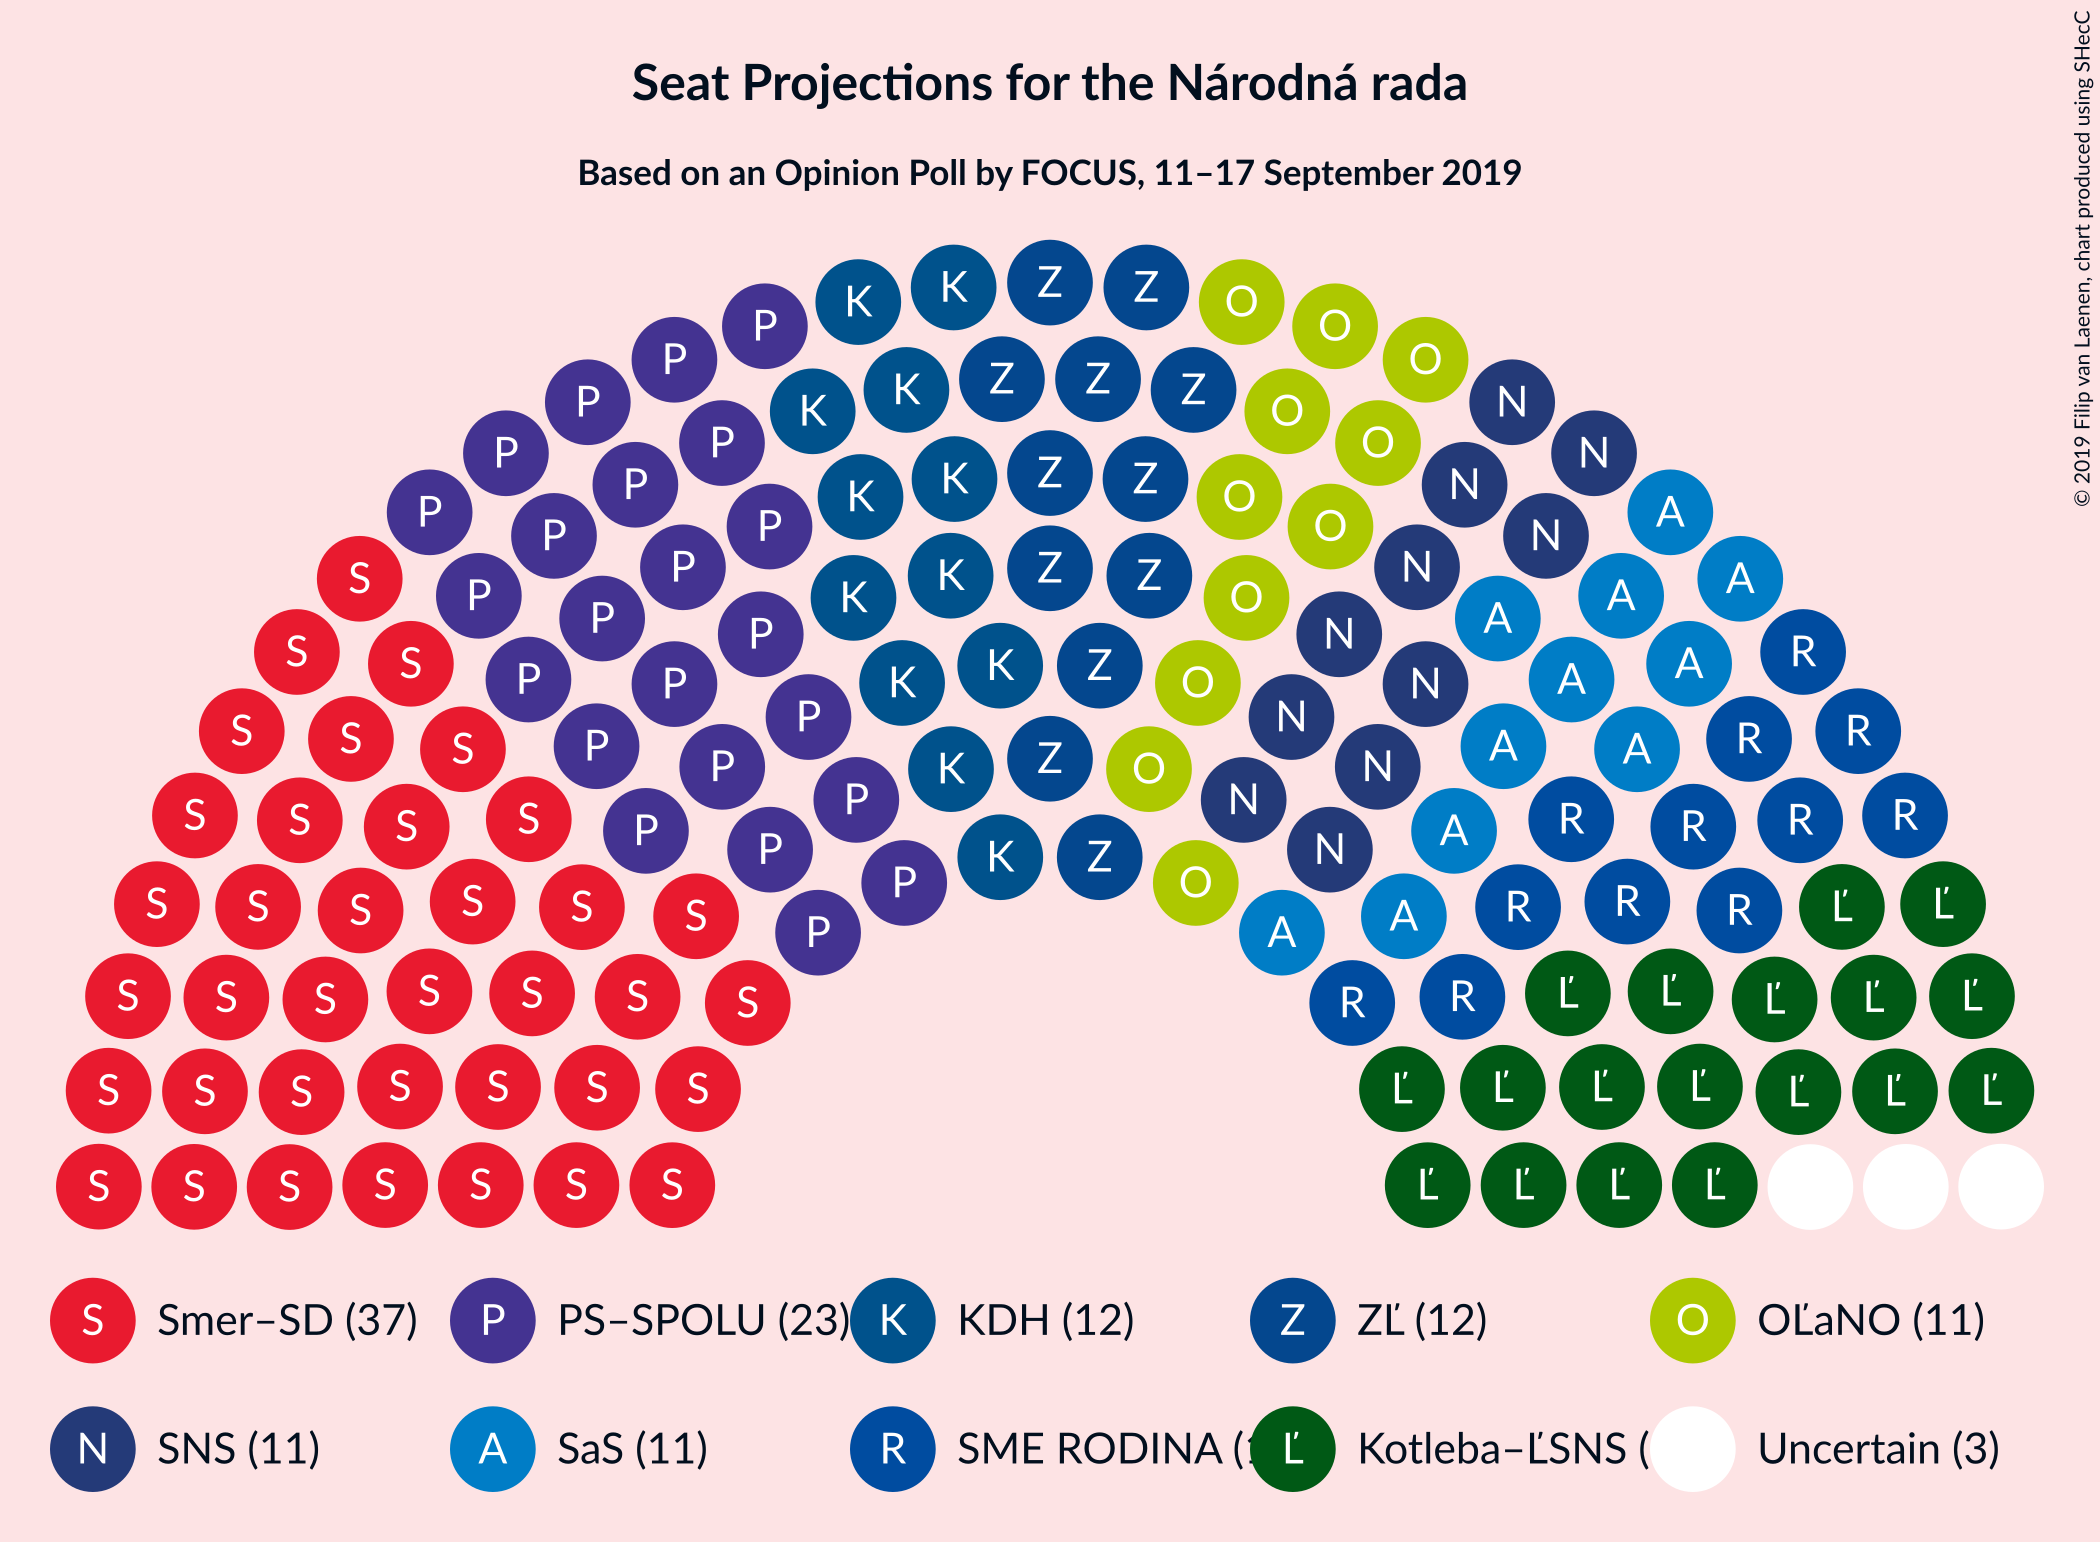 Seat Projections for the Národná rada
Based on an Opinion Poll by FOCUS, 11–17 September 2019
© 2019 Filip van Laenen, chart produced using SHecC
K K Z Z O
P O
P O
P K K Z Z Z O N
P P O N
P P K K Z Z O N A
P P O N
S P P K K Z Z O N A A
S P P N A R
S P P K K Z O N A A
S P P N A R
S S P P K Z O N A A R
S S P P N R R
S S S P P K Z O N A R R
S S S S P A R R Ľ
S S S P A R Ľ
S S S S S S S R R Ľ Ľ Ľ Ľ Ľ
S S S S S S S Ľ Ľ Ľ Ľ Ľ Ľ Ľ
S S S S S S S Ľ Ľ Ľ Ľ
S Smer–SD (37) P PS–SPOLU (23) K KDH (12) Z ZĽ (12) O OĽaNO (11)
N SNS (11) A SaS (11) R SME RODINA ( Ľ Kotleba–ĽSNS ( Uncertain (3)